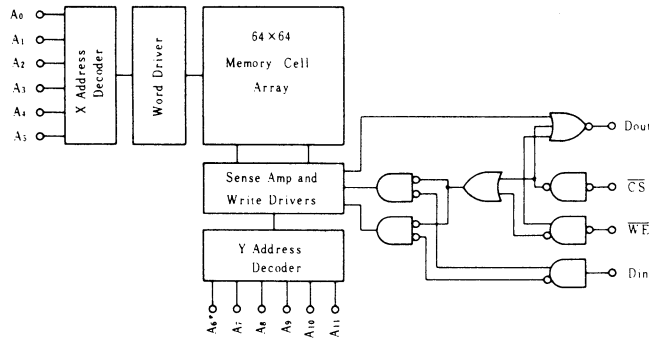 A0
A1
A2
A3
A4
A5
X Address
Decoder
Word Driver
64×64
Memory Cell
Array
Sense Amp and
Write Drivers
Y Address
Decoder
A6*
A7
A8
A9
A10
A11
Dout
CS
WE
Din